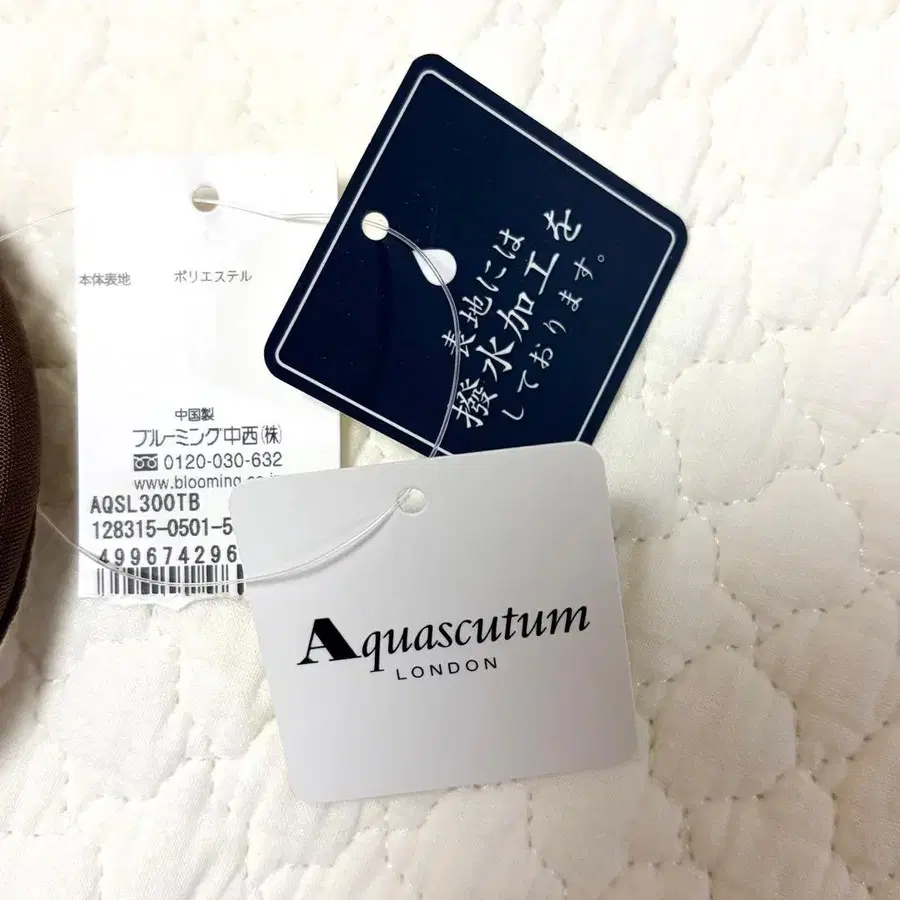 本体表地 ポリエステル
中国製
ブルーミング中西(株)
0120-030-632
www.blooming.co.j
AQSL300TB
128315-0501-5
499674296
表地には
撥水加工を
しております。
Aquascutum
LONDON